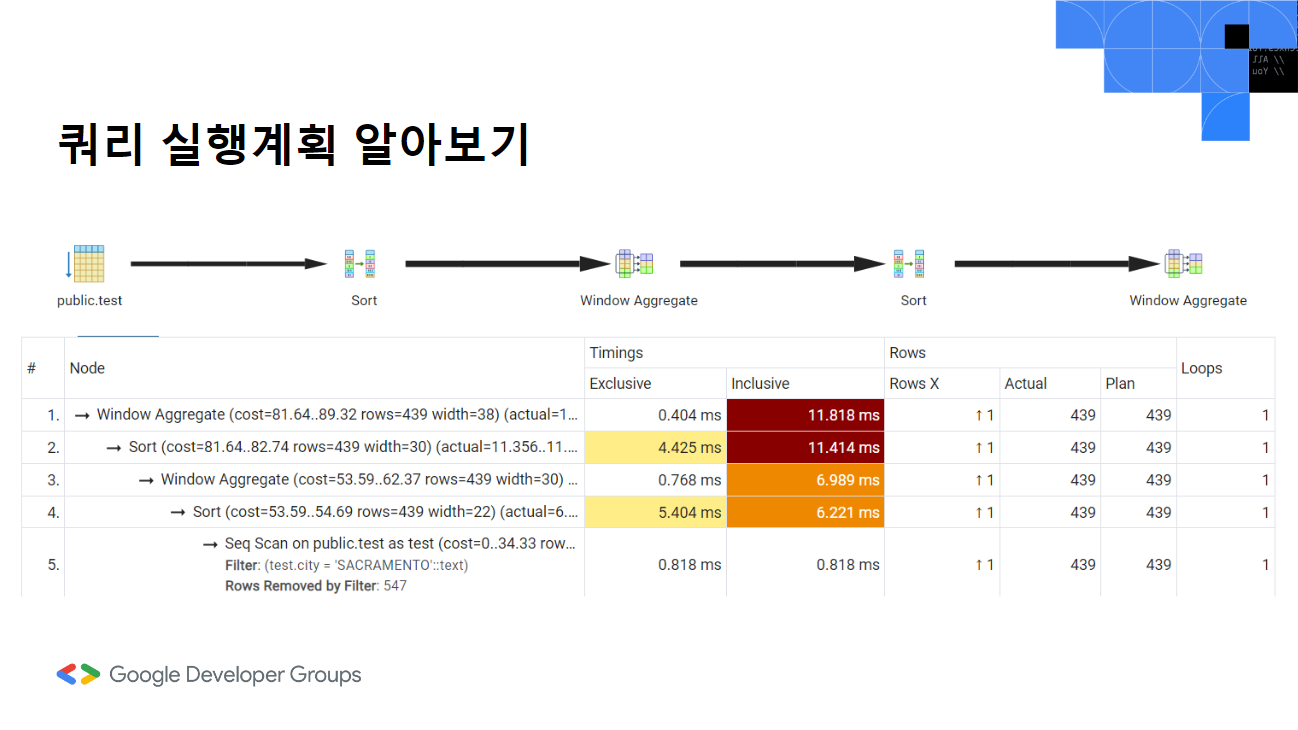 // All
// You
쿼리 실행계획 알아보기
public.test
Sort
Window Aggregate
Sort
Window Aggregate
# Node Timings Rows Loops
Exclusive Inclusive Rows X Actual Plan
1. → Window Aggregate (cost=81.64..89.32 rows=439 width=38) (actual=1... 0.404 ms 11.818 ms ↑ 1 439 439 1
2. → Sort (cost=81.64..82.74 rows=439 width=30) (actual=11.356..11.... 4.425 ms 11.414 ms ↑ 1 439 439 1
3. → Window Aggregate (cost=53.59..62.37 rows=439 width=30) ... 0.768 ms 6.989 ms ↑ 1 439 439 1
4. → Sort (cost=53.59..54.69 rows=439 width=22) (actual=6.... 5.404 ms 6.221 ms ↑ 1 439 439 1
→ Seq Scan on public.test as test (cost=0..34.33 row...
5. Filter: (test.city = 'SACRAMENTO'::text) 0.818 ms 0.818 ms ↑ 1 439 439 1
Rows Removed by Filter: 547
Google Developer Groups